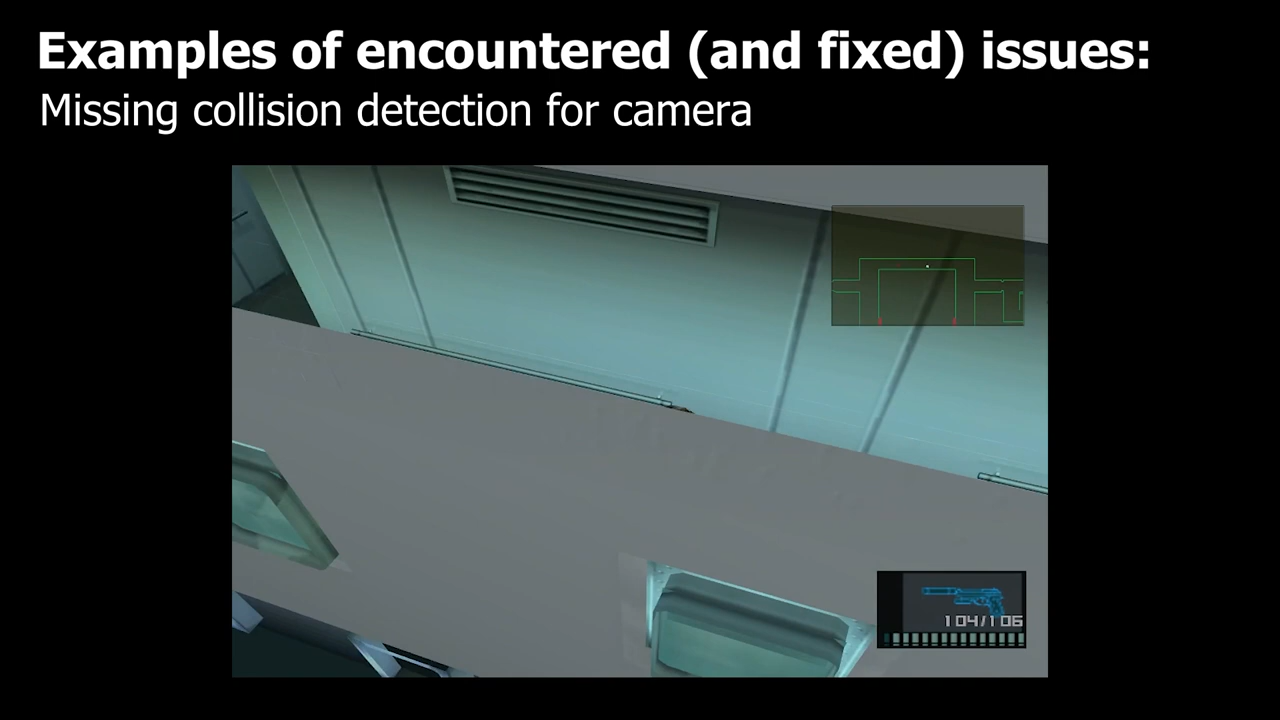 Examples of encountered (and fixed) issues:
Missing collision detection for camera
104/106